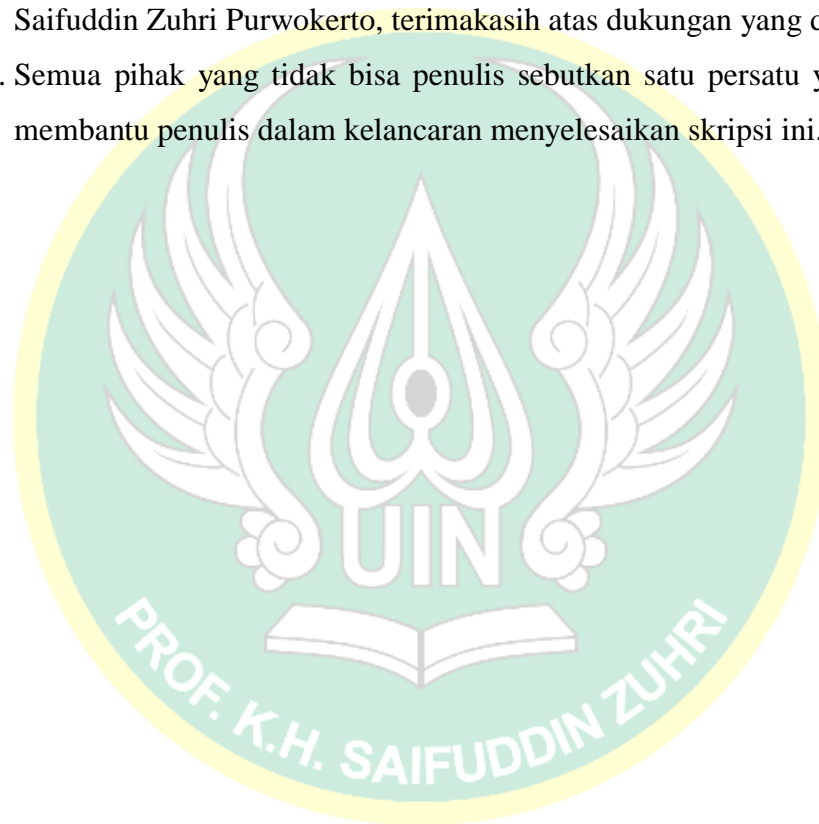 Saifuddin Zuhri Purwokerto, terimakasih atas dukungan yang
. Semua pihak yang tidak bisa penulis sebutkan satu persatu
membantu penulis dalam kelancaran menyelesaikan skripsi ini.
UIN
PROF. K.H. SAIFUDDIN ZUHRI